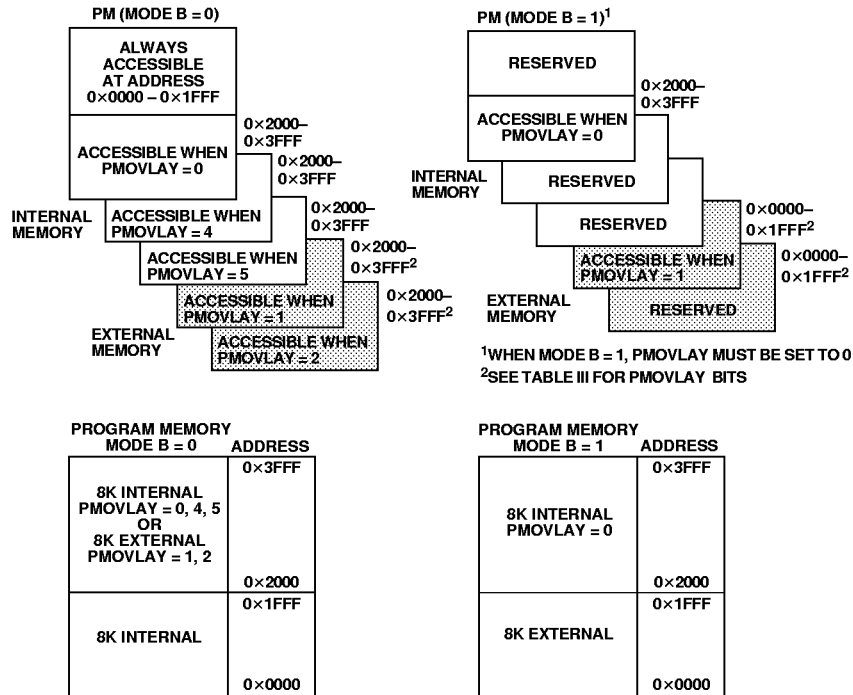 PM (MODE B = 0)
ALWAYS
ACCESSIBLE
AT ADDRESS
0×0000 – 0×1FFF
0×2000–
0×3FFF
ACCESSIBLE WHEN
PMOVLAY = 0
0×2000–
0×3FFF
INTERNAL
MEMORY
ACCESSIBLE WHEN
PMOVLAY = 4
0×2000–
0×3FFF
ACCESSIBLE WHEN
PMOVLAY = 5
0×2000–
0×3FFF²
ACCESSIBLE WHEN
PMOVLAY = 1
0×2000–
0×3FFF²
EXTERNAL
MEMORY
ACCESSIBLE WHEN
PMOVLAY = 2
PM (MODE B = 1)¹
RESERVED
0×2000–
0×3FFF
ACCESSIBLE WHEN
PMOVLAY = 0
INTERNAL
MEMORY
RESERVED
RESERVED
0×0000–
0×1FFF²
ACCESSIBLE WHEN
PMOVLAY = 1
0×0000–
0×1FFF²
EXTERNAL
MEMORY
RESERVED
¹WHEN MODE B = 1, PMOVLAY MUST BE SET TO 0
²SEE TABLE III FOR PMOVLAY BITS
PROGRAM MEMORY
MODE B = 0
ADDRESS
0×3FFF
8K INTERNAL
PMOVLAY = 0, 4, 5
OR
8K EXTERNAL
PMOVLAY = 1, 2
0×2000
0×1FFF
8K INTERNAL
0×0000
PROGRAM MEMORY
MODE B = 1
ADDRESS
0×3FFF
8K INTERNAL
PMOVLAY = 0
0×2000
0×1FFF
8K EXTERNAL
0×0000